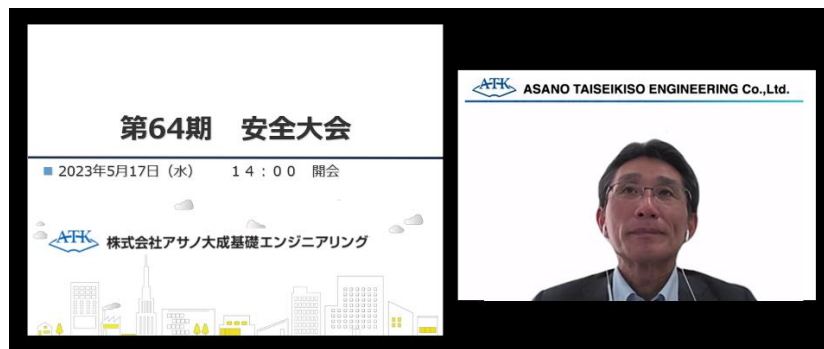 第64期　安全大会
■ 2023年5月17日（水）　　１４：００　開会
ATK 株式会社アサノ大成基礎エンジニアリング
ATK ASANO TAISEIKISO ENGINEERING Co.,Ltd.